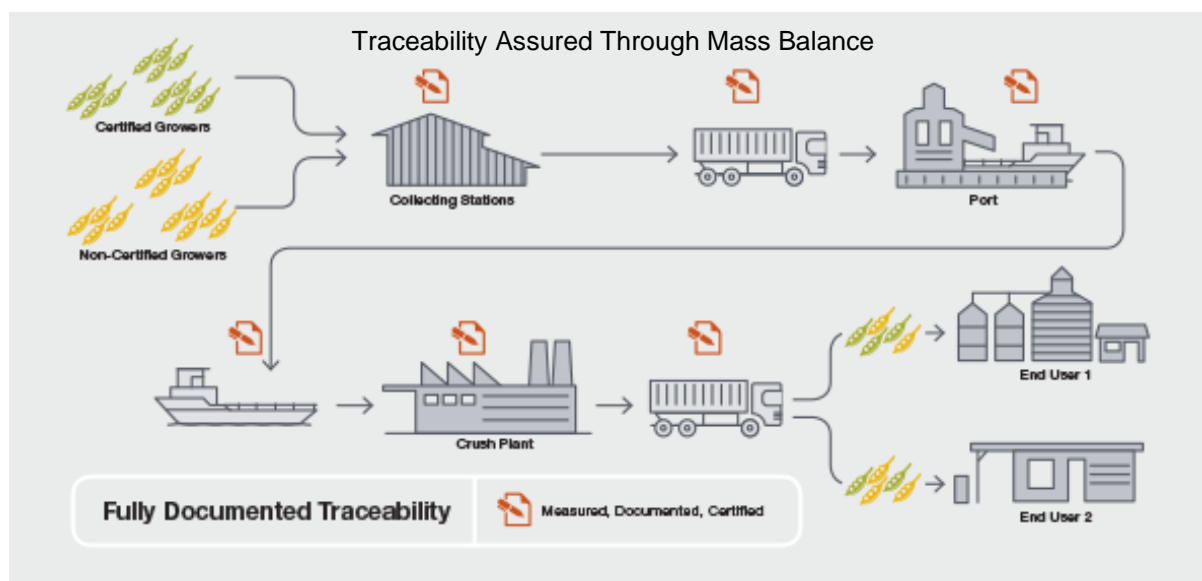 Traceability Assured Through Mass Balance
Certified Growers
Non-Certified Growers
Collecting Stations
Port
Crush Plant
End User 1
End User 2
Fully Documented Traceability
Measured, Documented, Certified